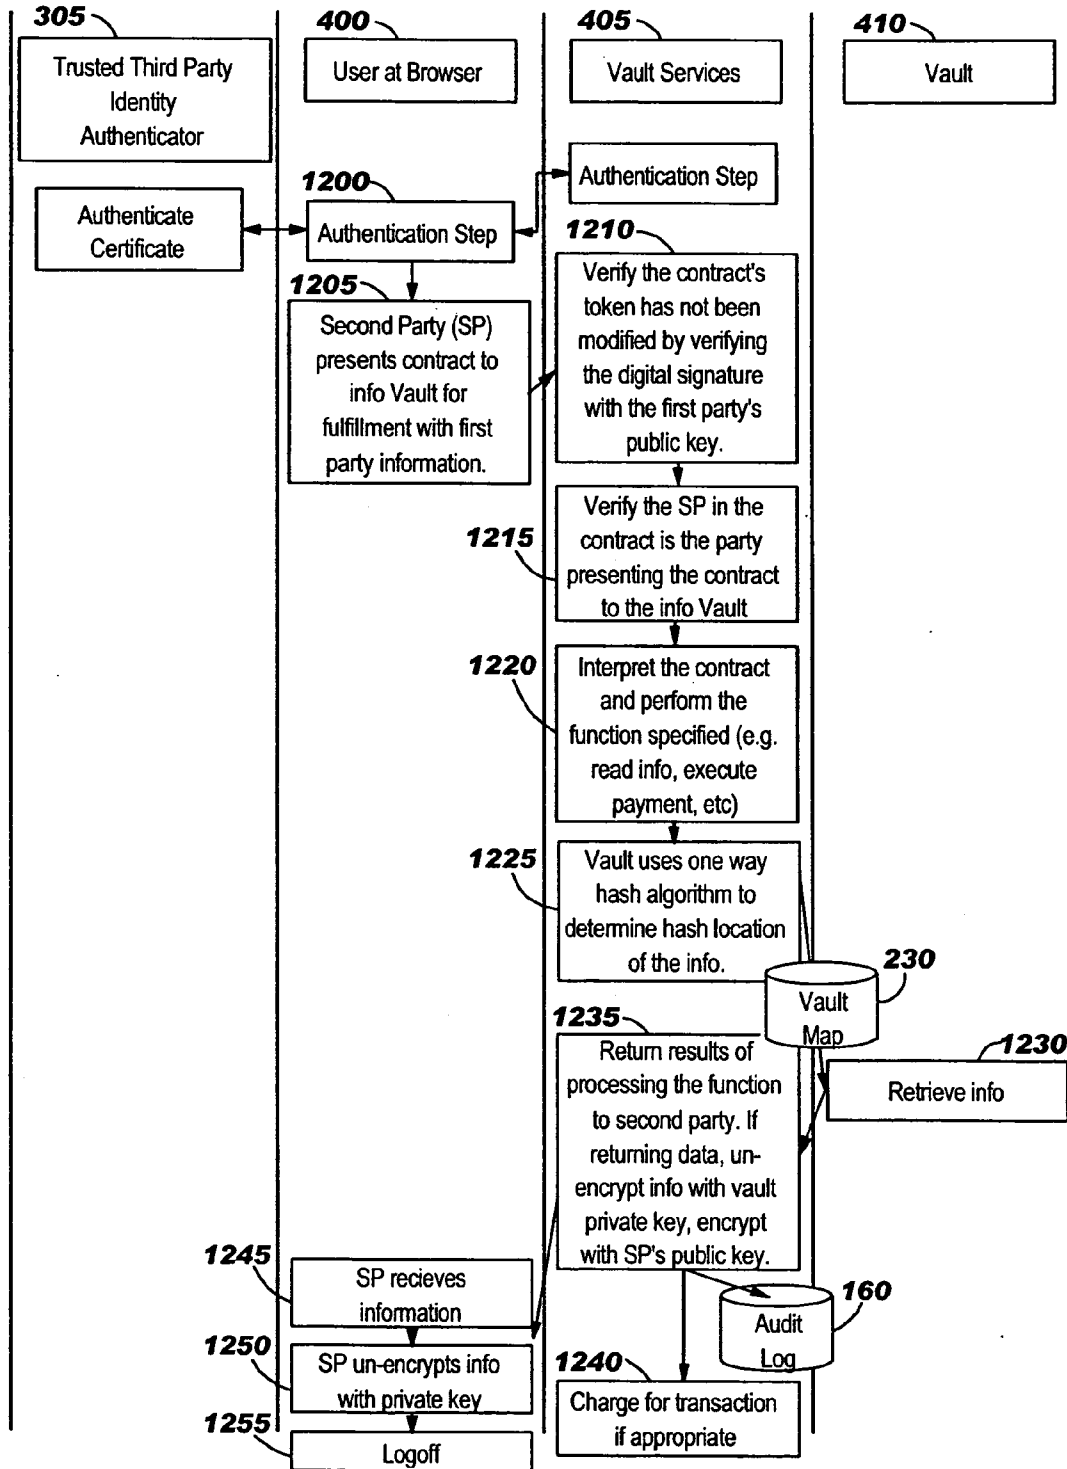 305
Trusted Third Party
Identity
Authenticator
400
User at Browser
405
Vault Services
410
Vault
Authenticate
Certificate
1200
Authentication Step
Authentication Step
1205
Second Party (SP)
presents contract to
info Vault for
fulfillment with first
party information.
1210
Verify the contract's
token has not been
modified by verifying
the digital signature
with the first party's
public key.
1215
Verify the SP in the
contract is the party
presenting the contract
to the info Vault
1220
Interpret the contract
and perform the
function specified (e.g.
read info, execute
payment, etc)
1225
Vault uses one way
hash algorithm to
determine hash location
of the info.
230
Vault
Map
1230
Retrieve info
1235
Return results of
processing the function
to second party. If
returning data, un-
encrypt info with vault
private key, encrypt
with SP's public key.
160
Audit
Log
1240
Charge for transaction
if appropriate
1245
SP recieves
information
1250
SP un-encrypts info
with private key
1255
Logoff